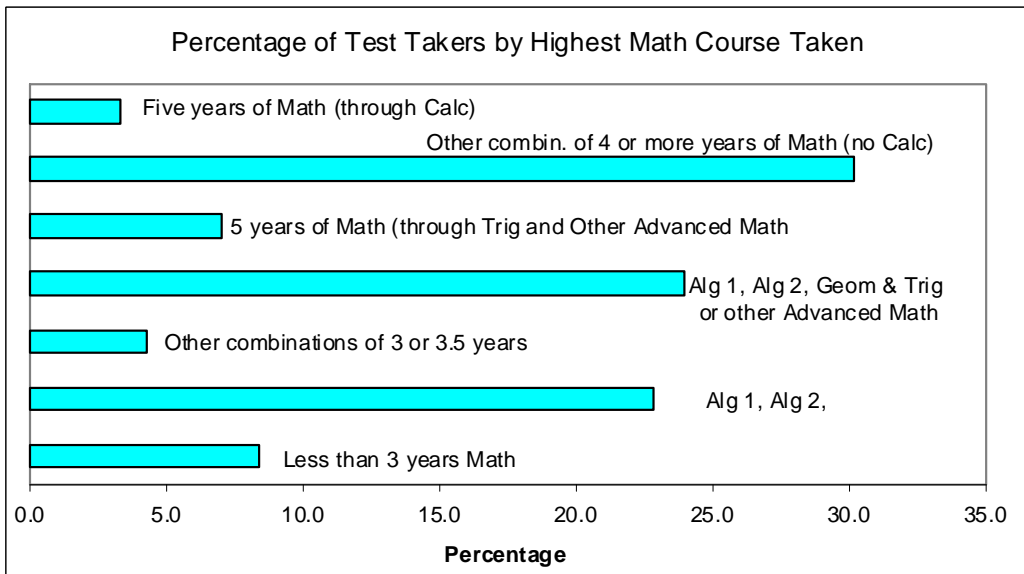 Percentage of Test Takers by Highest Math Course Taken
Five years of Math (through Calc)
Other combin. of 4 or more years of Math (no Calc)
5 years of Math (through Trig and Other Advanced Math
Alg 1, Alg 2, Geom & Trig
or other Advanced Math
Other combinations of 3 or 3.5 years
Alg 1, Alg 2,
Less than 3 years Math
0.0 5.0 10.0 15.0 20.0 25.0 30.0 35.0
Percentage